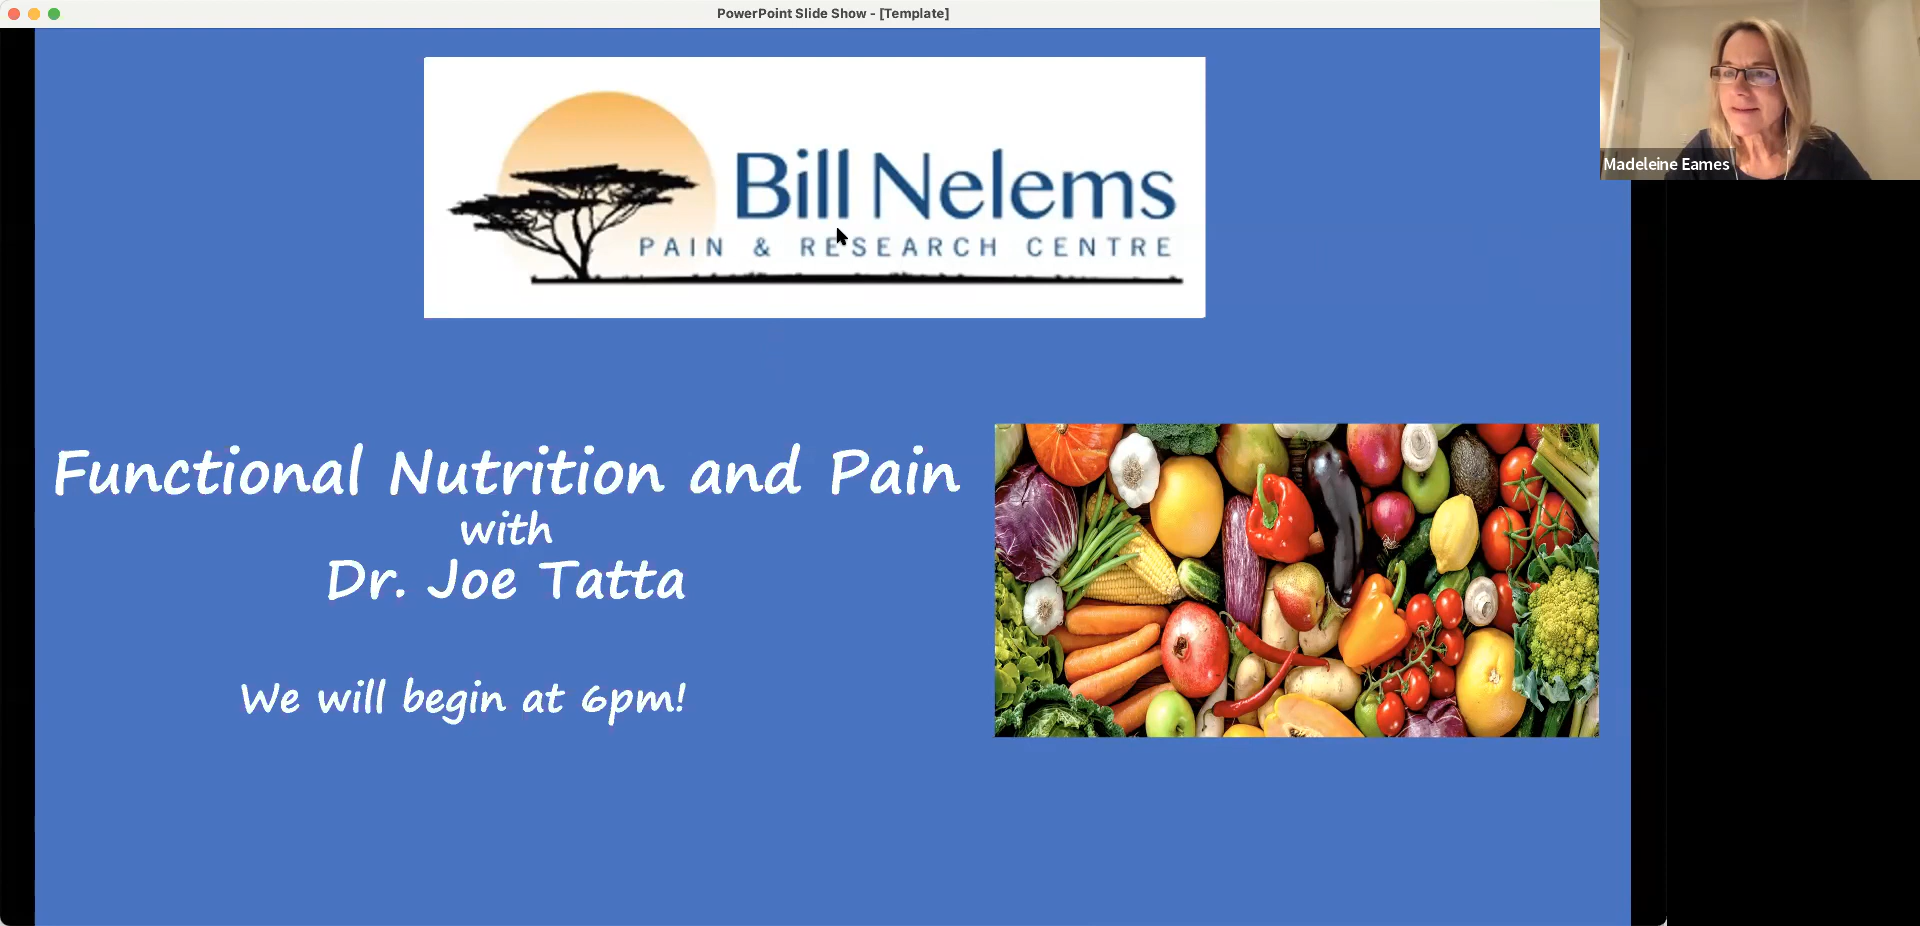 PowerPoint Slide Show - [Template]
Bill Nelems
PAIN & RESEARCH CENTRE
Madeleine Eames
Functional Nutrition and Pain
with
Dr. Joe Tatta
We will begin at 6pm!